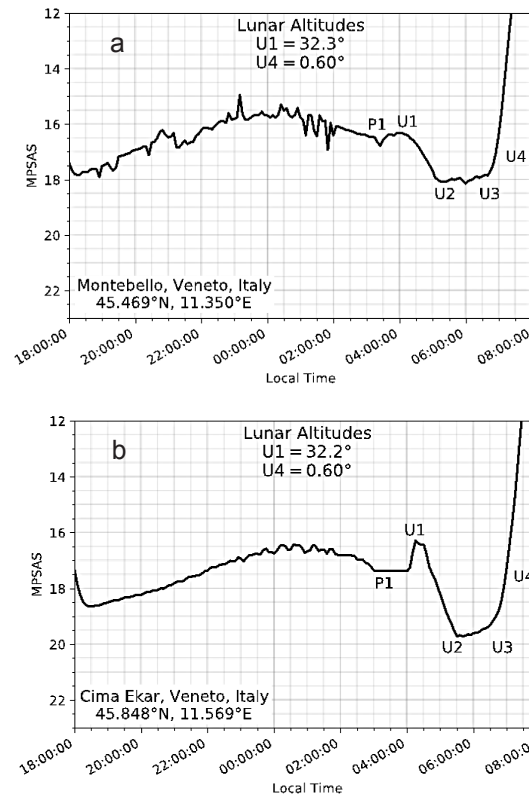 a
Lunar Altitudes
U1 = 32.3°
U4 = 0.60°
12
14
16
18
20
22
MPSAS
P1
U1
U2
U3
U4
Montebello, Veneto, Italy
45.469°N, 11.350°E
18:00:00
20:00:00
22:00:00
00:00:00
02:00:00
04:00:00
06:00:00
08:00:00
Local Time
b
Lunar Altitudes
U1 = 32.2°
U4 = 0.60°
12
14
16
18
20
22
MPSAS
U1
P1
U2
U3
U4
Cima Ekar, Veneto, Italy
45.848°N, 11.569°E
18:00:00
20:00:00
22:00:00
00:00:00
02:00:00
04:00:00
06:00:00
08:00:00
Local Time